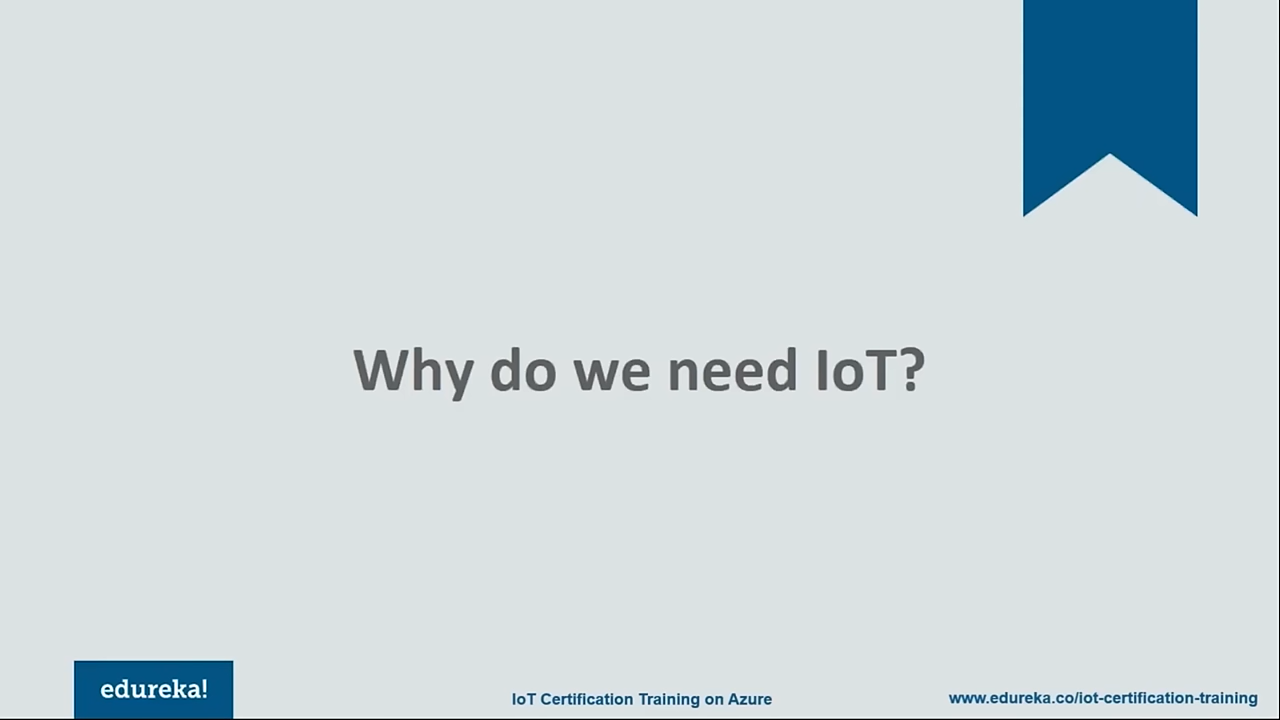 Why do we need IoT?
edureka!
IoT Certification Training on Azure
www.edureka.co/iot-certification-training